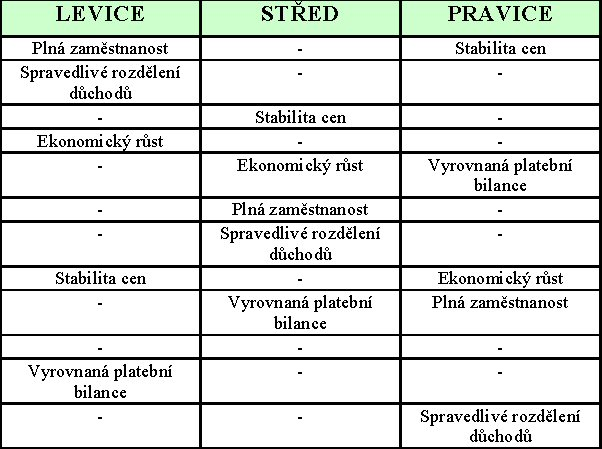 LEVICE STŘED PRAVICE
Plná zaměstnanost - Stabilita cen
Spravedlivé rozdělení důchodů - -
- Stabilita cen -
Ekonomický růst - -
- Ekonomický růst Vyrovnaná platební bilance
- Plná zaměstnanost -
- Spravedlivé rozdělení důchodů -
Stabilita cen - Ekonomický růst
- Vyrovnaná platební bilance Plná zaměstnanost
- - -
Vyrovnaná platební bilance - -
- - Spravedlivé rozdělení důchodů